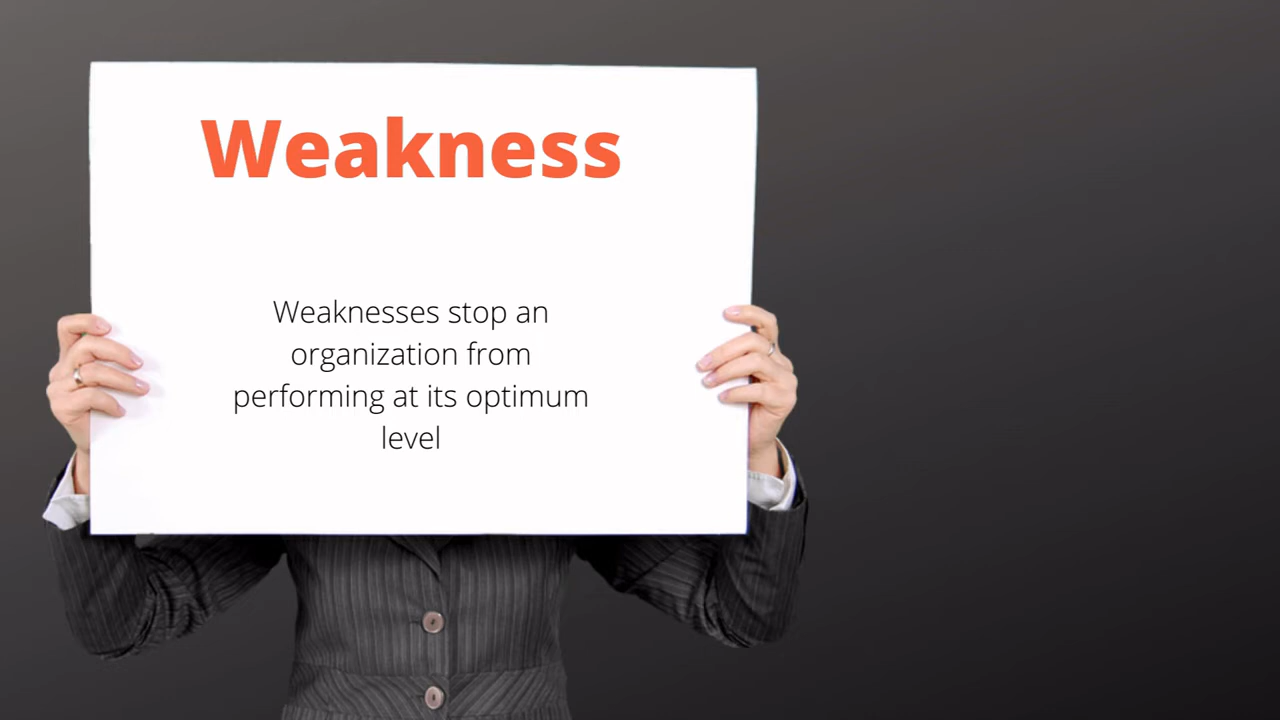 Weakness
Weaknesses stop an
organization from
performing at its optimum
level